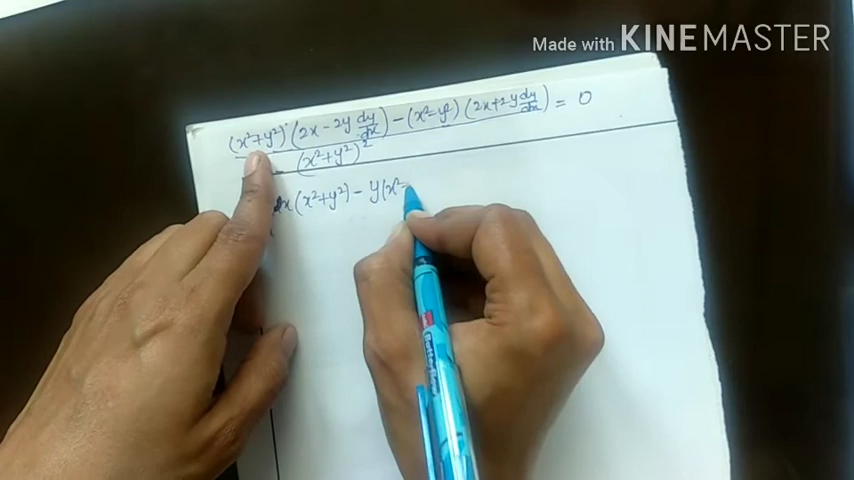 Made with KINEMASTER
(x²+y²)(2x - 2y dy/dx) - (x²-y²)(2x+2y dy/dx) = 0
(x²+y²)²
x(x²+y²) - y(x²-
Butterflow